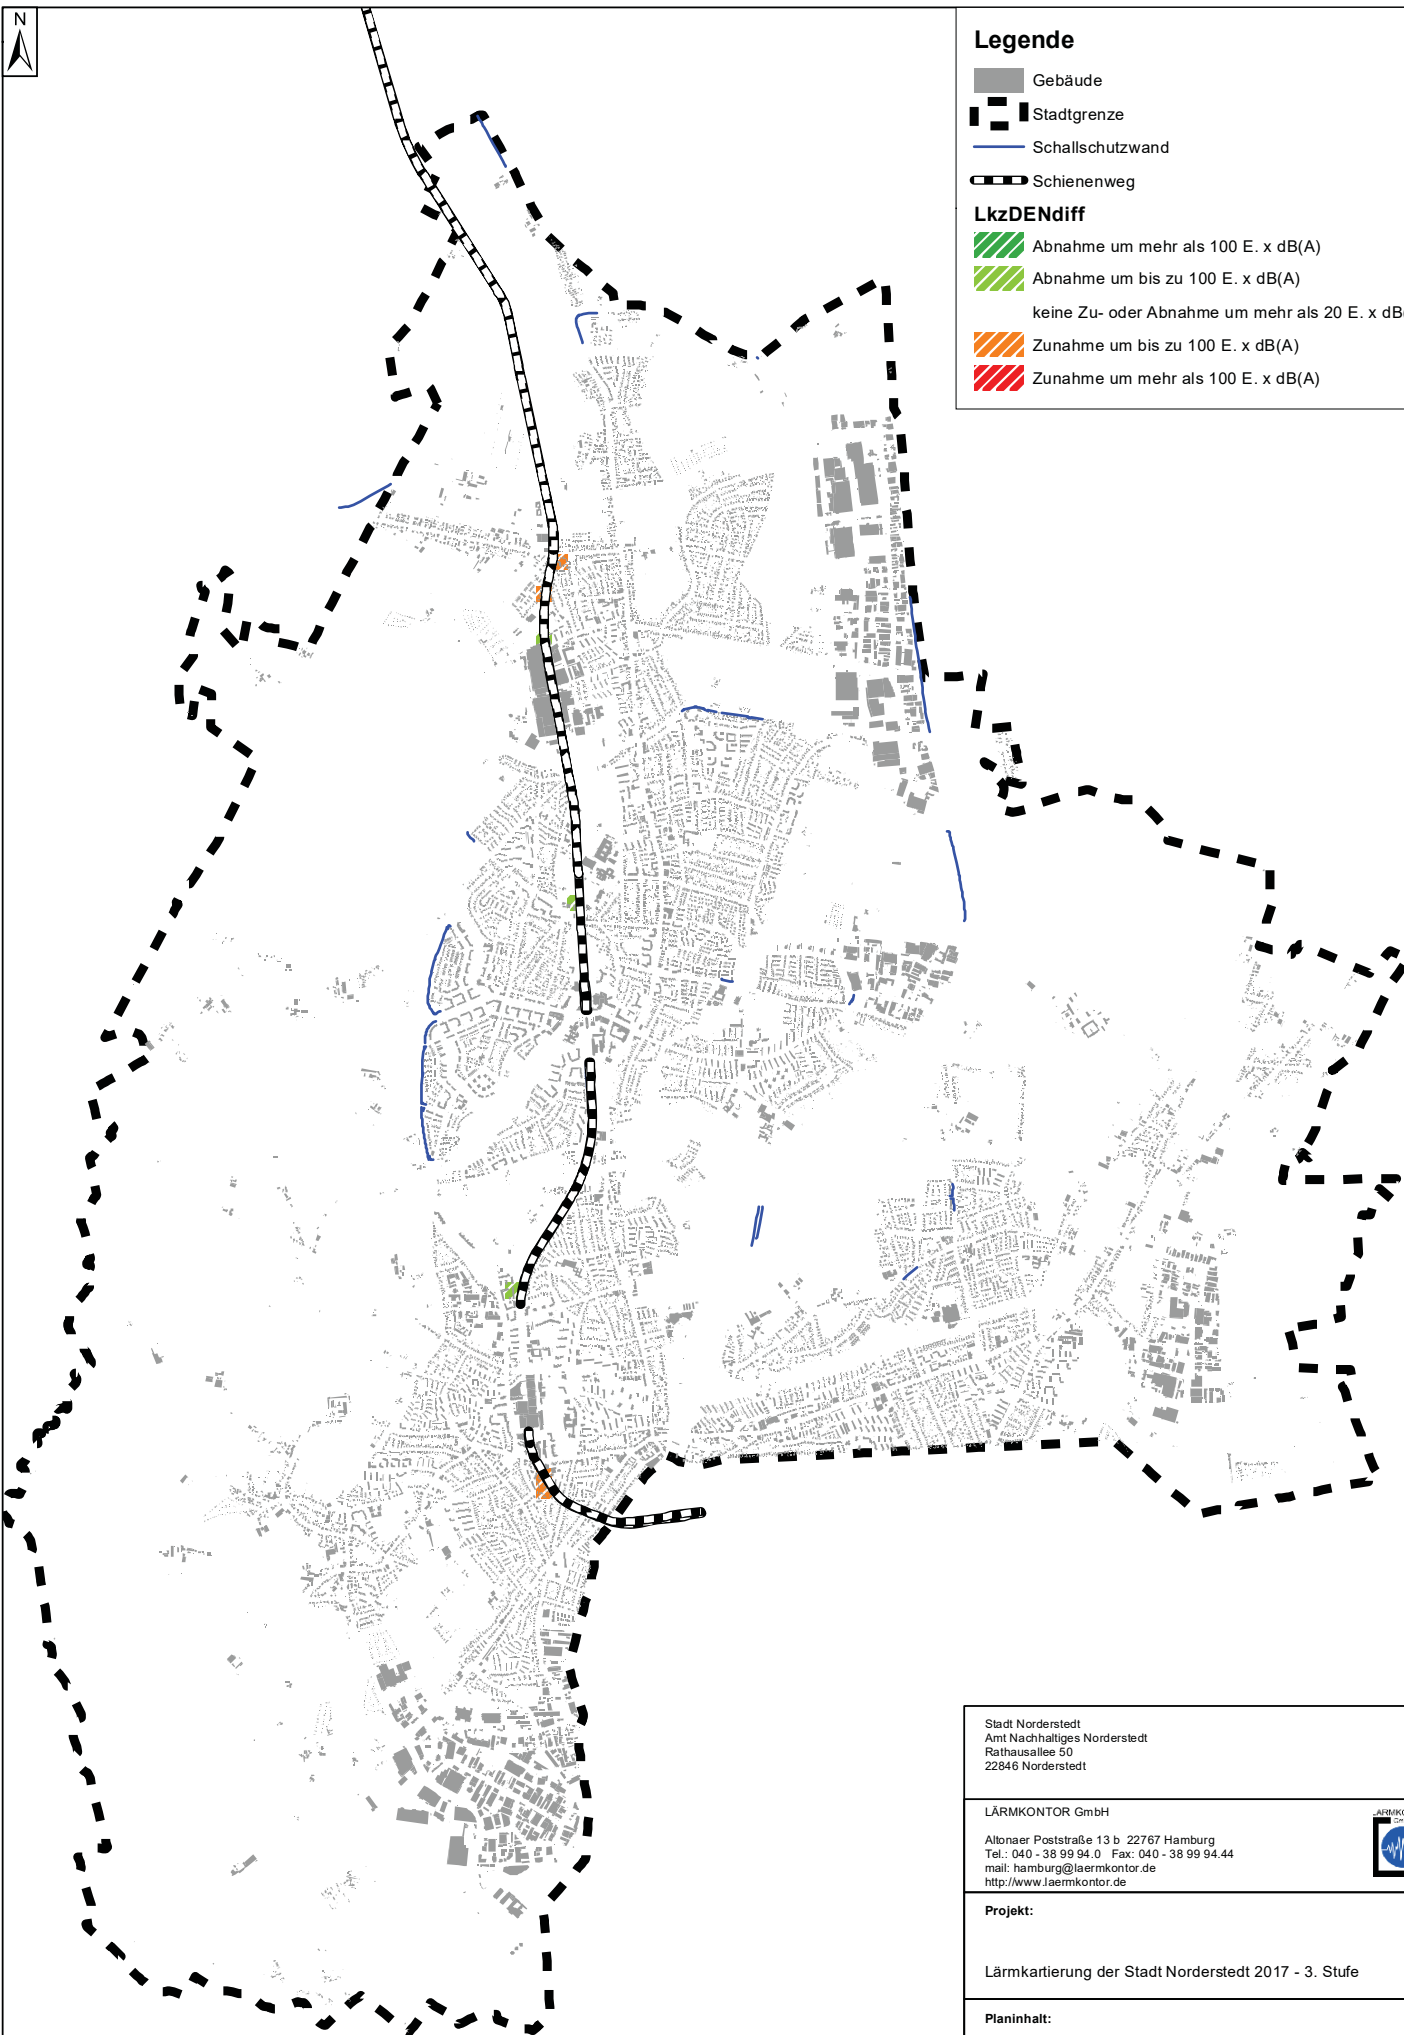 N
Legende
Gebäude
Stadtgrenze
Schallschutzwand
Schienenweg
LkzDENdiff
Abnahme um mehr als 100 E. x dB(A)
Abnahme um bis zu 100 E. x dB(A)
keine Zu- oder Abnahme um mehr als 20 E. x dB(
Zunahme um bis zu 100 E. x dB(A)
Zunahme um mehr als 100 E. x dB(A)
Stadt Norderstedt
Amt Nachhaltiges Norderstedt
Rathausallee 50
22846 Norderstedt
LÄRMKONTOR GmbH
Altonaer Poststraße 13 b 22767 Hamburg
Tel.: 040 - 38 99 94.0 Fax: 040 - 38 99 94.44
mail: hamburg@laermkontor.de
http://www.laermkontor.de
Projekt:
Lärmkartierung der Stadt Norderstedt 2017 - 3. Stufe
Planinhalt: